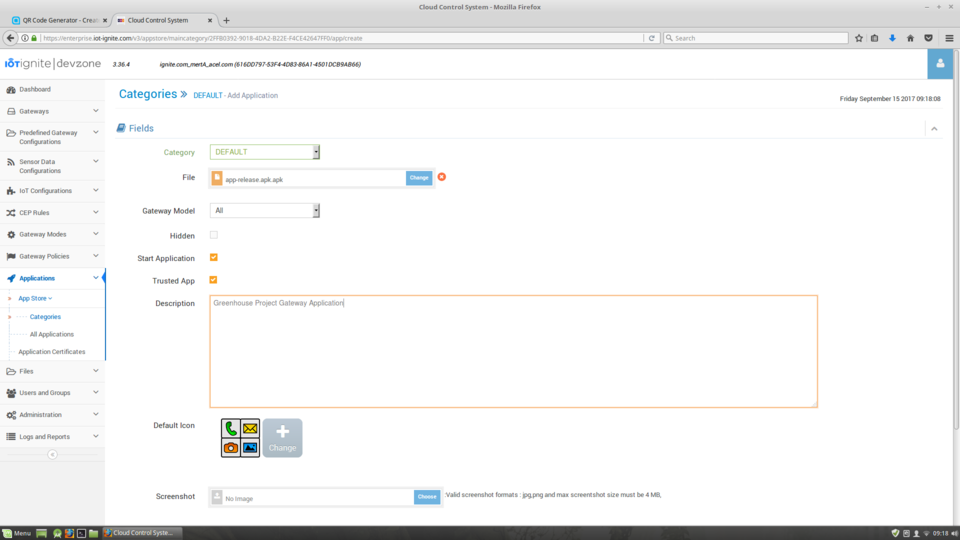 Cloud Control System - Mozilla Firefox
QR Code Generator - Creat
Cloud Control System
https://enterprise.iot-ignite.com/v3/appstore/maincategory/2FFB0392-9018-4DA2-B22E-F4CE42647FF0/app/create
Search
IOTignite | devzone
3.36.4
ignite.com_mertA_acel.com (616DD797-53F4-4D83-86A1-4501DCB9AB66)
Dashboard
Gateways
Predefined Gateway
Configurations
Sensor Data
Configurations
IoT Configurations
CEP Rules
Gateway Modes
Gateway Policies
Applications
App Store
Categories
All Applications
Application Certificates
Files
Users and Groups
Administration
Logs and Reports
Categories » DEFAULT - Add Application
Friday September 15 2017 09:18:08
Fields
Category
DEFAULT
File
app-release.apk.apk
Change
Gateway Model
All
Hidden
Start Application
Trusted App
Description
Greenhouse Project Gateway Application
Default Icon
Change
Screenshot
No Image
Choose
Valid screenshot formats : jpg,png and max screentshot size must be 4 MB,
Menu
Cloud Control Syste...
09:18